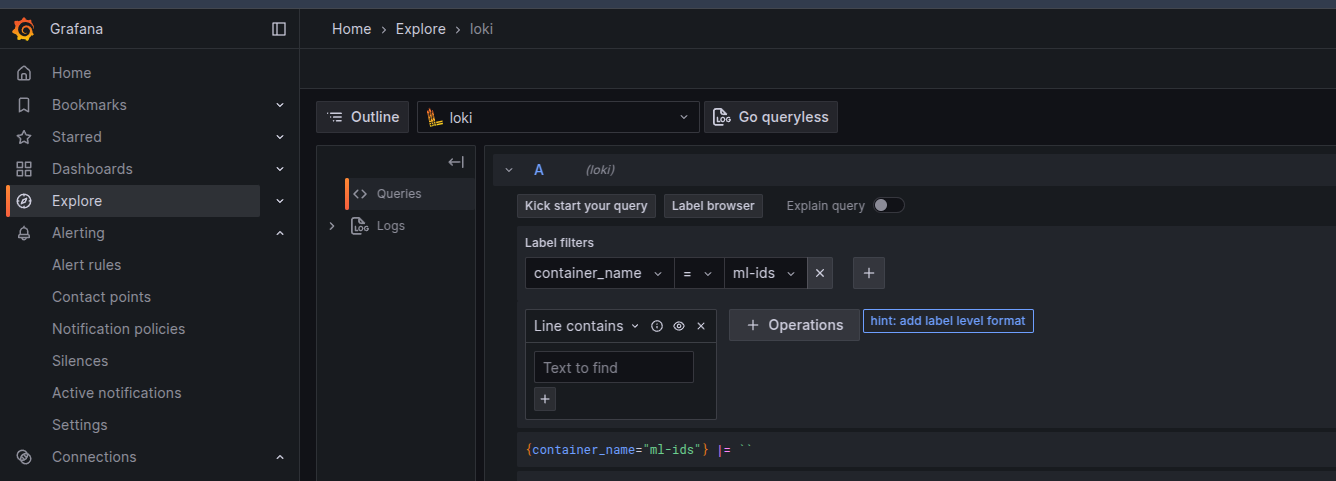 Grafana
Home › Explore › loki
Home
Bookmarks
Starred
Dashboards
Explore
Alerting
Alert rules
Contact points
Notification policies
Silences
Active notifications
Settings
Connections
Outline
loki
LOG Go queryless
Queries
LOG Logs
A (loki)
Kick start your query Label browser Explain query
Label filters
container_name = ml-ids
Line contains
Text to find
+ Operations hint: add label level format
{container_name="ml-ids"} |= ``